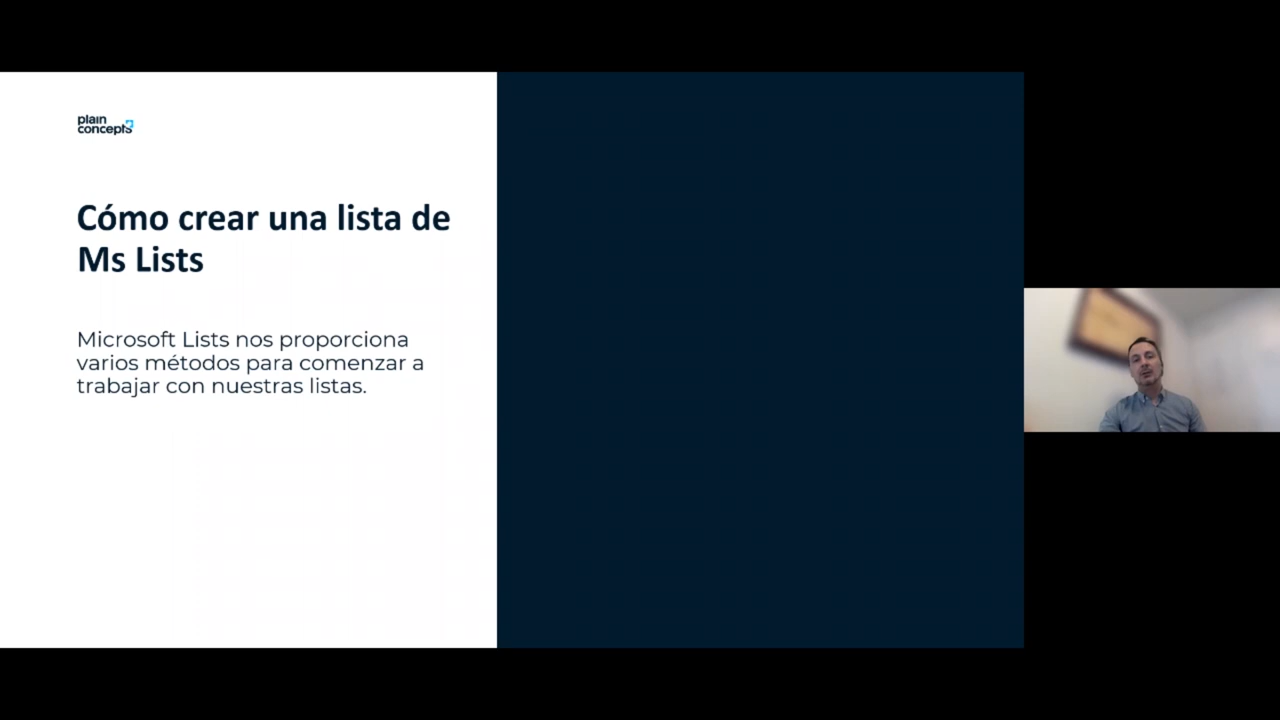 plain
concepts
Cómo crear una lista de
Ms Lists
Microsoft Lists nos proporciona
varios métodos para comenzar a
trabajar con nuestras listas.